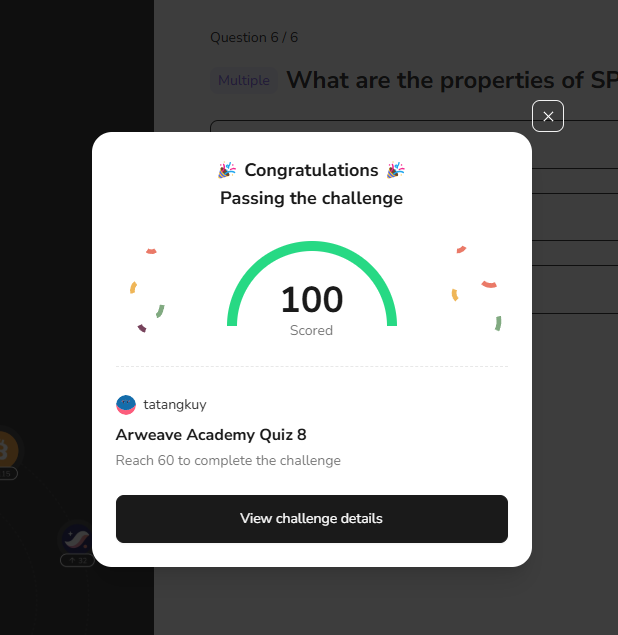 Question 6 / 6
Multiple What are the properties of SP
Congratulations
Passing the challenge
100
Scored
tatangkuy
Arweave Academy Quiz 8
Reach 60 to complete the challenge
View challenge details